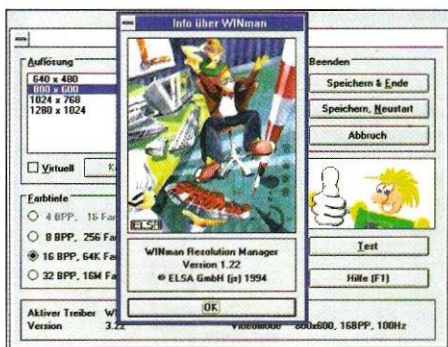 Info über WINman
Auflösung
640 x 480
800 x 600
1024 x 768
1280 x 1024
Virtuell
Farbtiefe
4 BPP, 16 Far
8 BPP, 256 Fa
16 BPP, 64K Fa
32 BPP, 16M Fa
Aktiver Treiber
Version 3.22
ELSA
WINman Resolution Manager
Version 1.22
© ELSA GmbH (js) 1994
OK
Beenden
Speichern & Ende
Speichern, Neustart
Abbruch
Test
Hilfe (F1)
Videomode 800x600, 16BPP, 100Hz